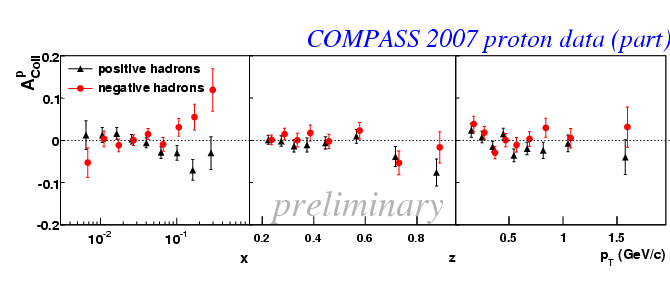 COMPASS 2007 proton data (part)
A^p_Coll
0.2
0.1
0
-0.1
-0.2
positive hadrons
negative hadrons
preliminary
10^-2 10^-1
0.2 0.4 0.6 0.8
0.5 1 1.5
x
z
p_T (GeV/c)